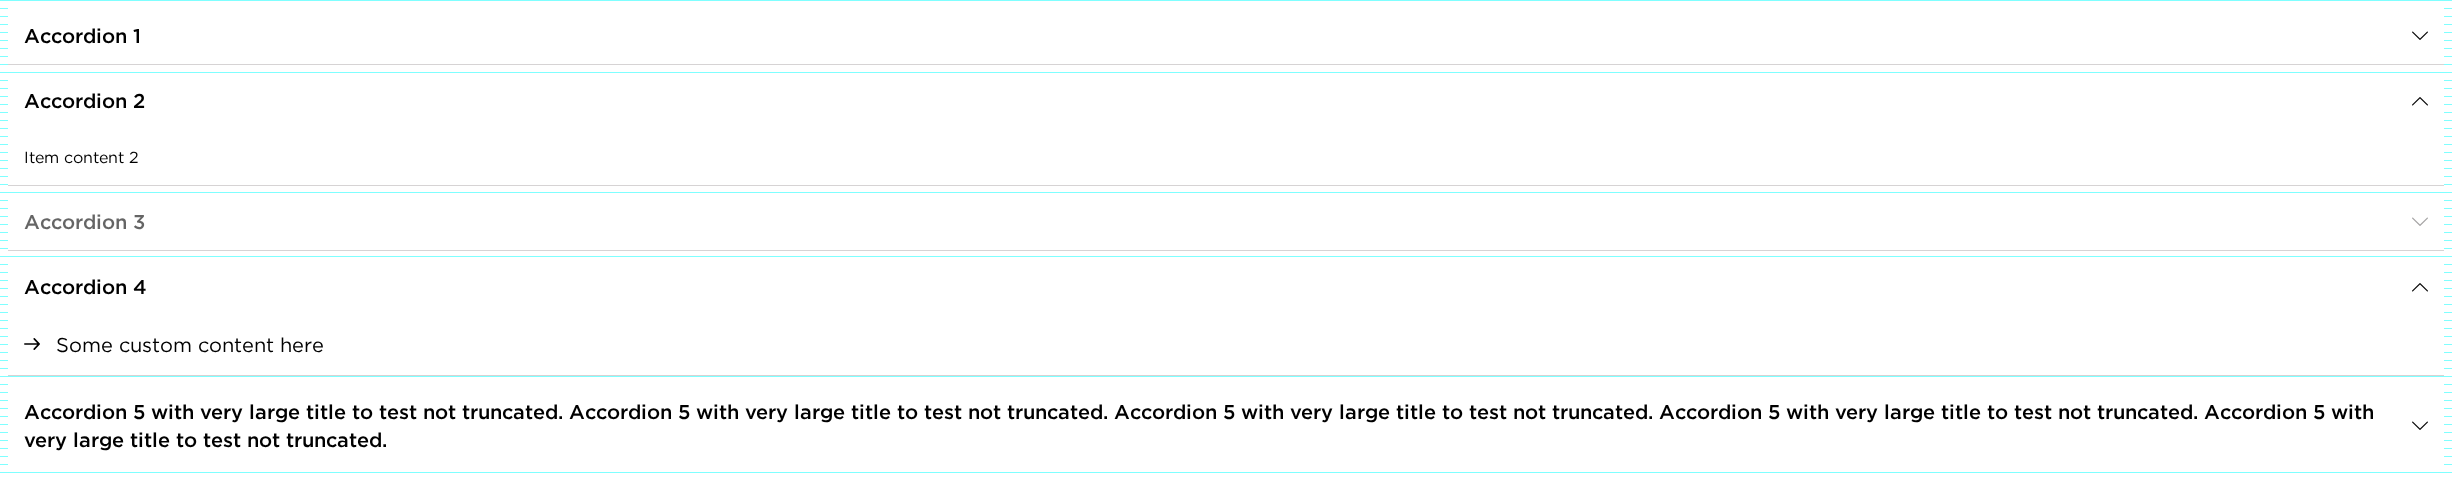 Accordion 1
Accordion 2
Item content 2
Accordion 3
Accordion 4
Some custom content here
Accordion 5 with very large title to test not truncated. Accordion 5 with very large title to test not truncated. Accordion 5 with very large title to test not truncated. Accordion 5 with very large title to test not truncated. Accordion 5 with
very large title to test not truncated.